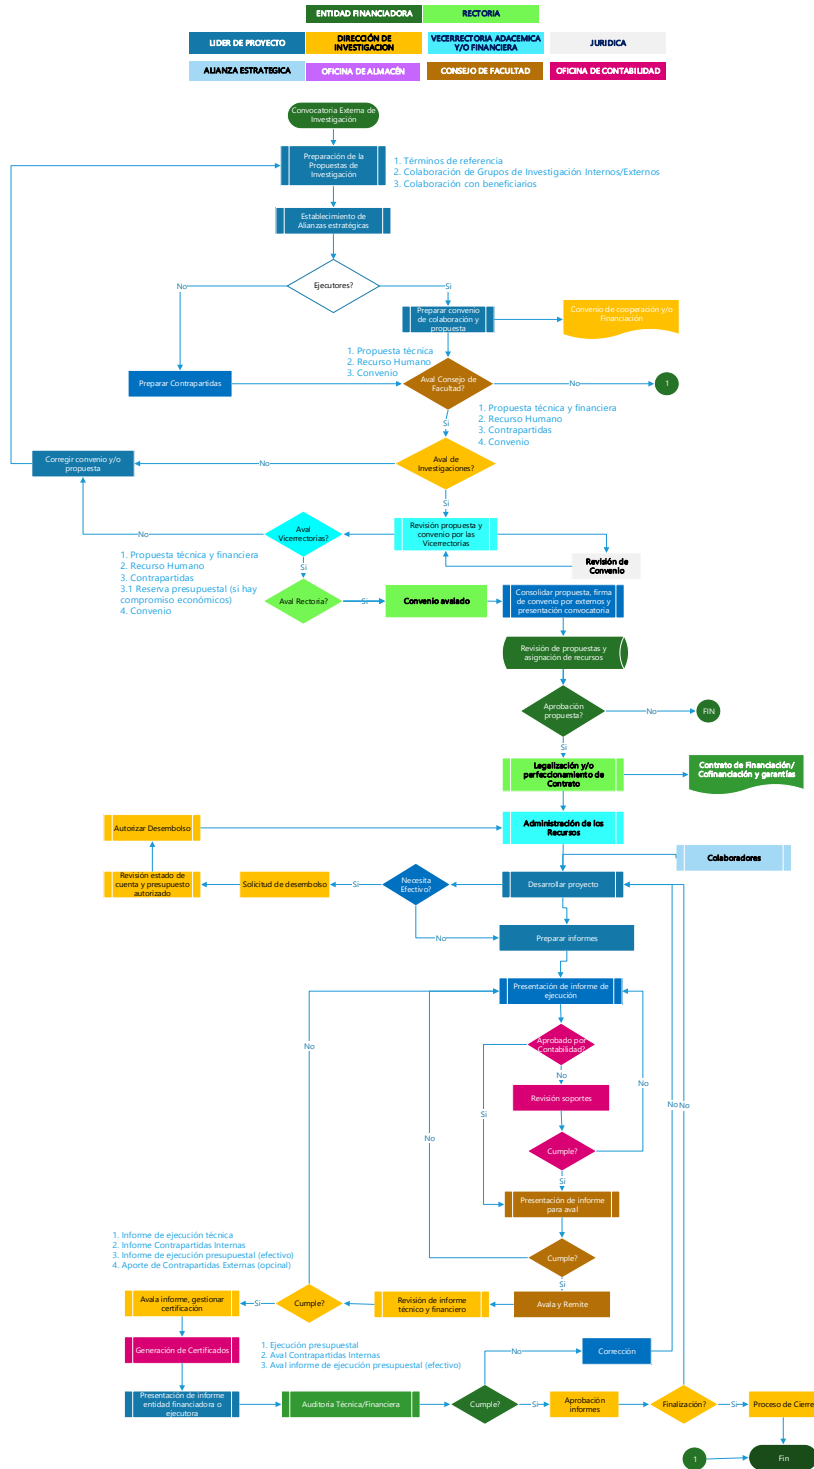 ENTIDAD FINANCIADORA
RECTORIA
LIDER DE PROYECTO
DIRECCIÓN DE
INVESTIGACION
VECERRECTORIA ADACEMICA
Y/O FINANCIERA
JURIDICA
ALIANZA ESTRATEGICA
OFICINA DE ALMACÉN
CONSEJO DE FACULTAD
OFICINA DE CONTABILIDAD
Convocatoria Externa de
Investigación
Preparación de la
Propuestas de
Investigación
1. Términos de referencia
2. Colaboración de Grupos de Investigación Internos/Externos
3. Colaboración con beneficiarios
Establecimiento de
Alianzas estratégicas
Ejecutores?
No
Si
Preparar convenio
de colaboración y
propuesta
Convenio de cooperación y/o
Financiación
1. Propuesta técnica
2. Recurso Humano
3. Convenio
Preparar Contrapartidas
Aval Consejo de
Facultad?
No
1
Si
1. Propuesta técnica y financiera
2. Recurso Humano
3. Contrapartidas
4. Convenio
Corregir convenio y/o
propuesta
No
Aval de
Investigaciones?
Si
No
Aval
Vicerrectorías?
Revisión propuesta y
convenio por las
Vicerrectorías
Revisión de
Convenio
1. Propuesta técnica y financiera
2. Recurso Humano
3. Contrapartidas
3.1 Reserva presupuestal (si hay
compromiso económicos)
4. Convenio
Si
Aval Rectoría?
Si
Convenio avalado
Consolidar propuesta, firma
de convenio por externos y
presentación convocatoria
Revisión de propuestas y
asignación de recursos
Aprobación
propuesta?
No
FIN
Si
Legalización y/o
perfeccionamiento de
Contrato
Contrato de Financiación/
Cofinanciación y garantías
Autorizar Desembolso
Administración de los
Recursos
Colaboradores
Revisión estado de
cuenta y presupuesto
autorizado
Solicitud de desembolso
Si
Necesita
Efectivo?
Desarrollar proyecto
No
Preparar informes
Presentación de informe de
ejecución
Aprobado por
Contabilidad?
No
No
Revisión soportes
No
No
No
Si
No
Cumple?
Si
Presentación de informe
para aval
Cumple?
Si
1. Informe de ejecución técnica
2. Informe Contrapartidas Internas
3. Informe de ejecución presupuestal (efectivo)
4. Aporte de Contrapartidas Externas (opcinal)
Avala informe, gestionar
certificación
Si
Cumple?
Revisión de informe
técnico y financiero
Avala y Remite
Generación de Certificados
1. Ejecución presupuestal
2. Aval Contrapartidas Internas
3. Aval informe de ejecución presupuestal (efectivo)
No
Corrección
Presentación de informe
entidad financiadora o
ejecutora
Auditoria Técnica/Financiera
Cumple?
Si
Aprobación
informes
Finalización?
Si
Proceso de Cierre
1
Fin